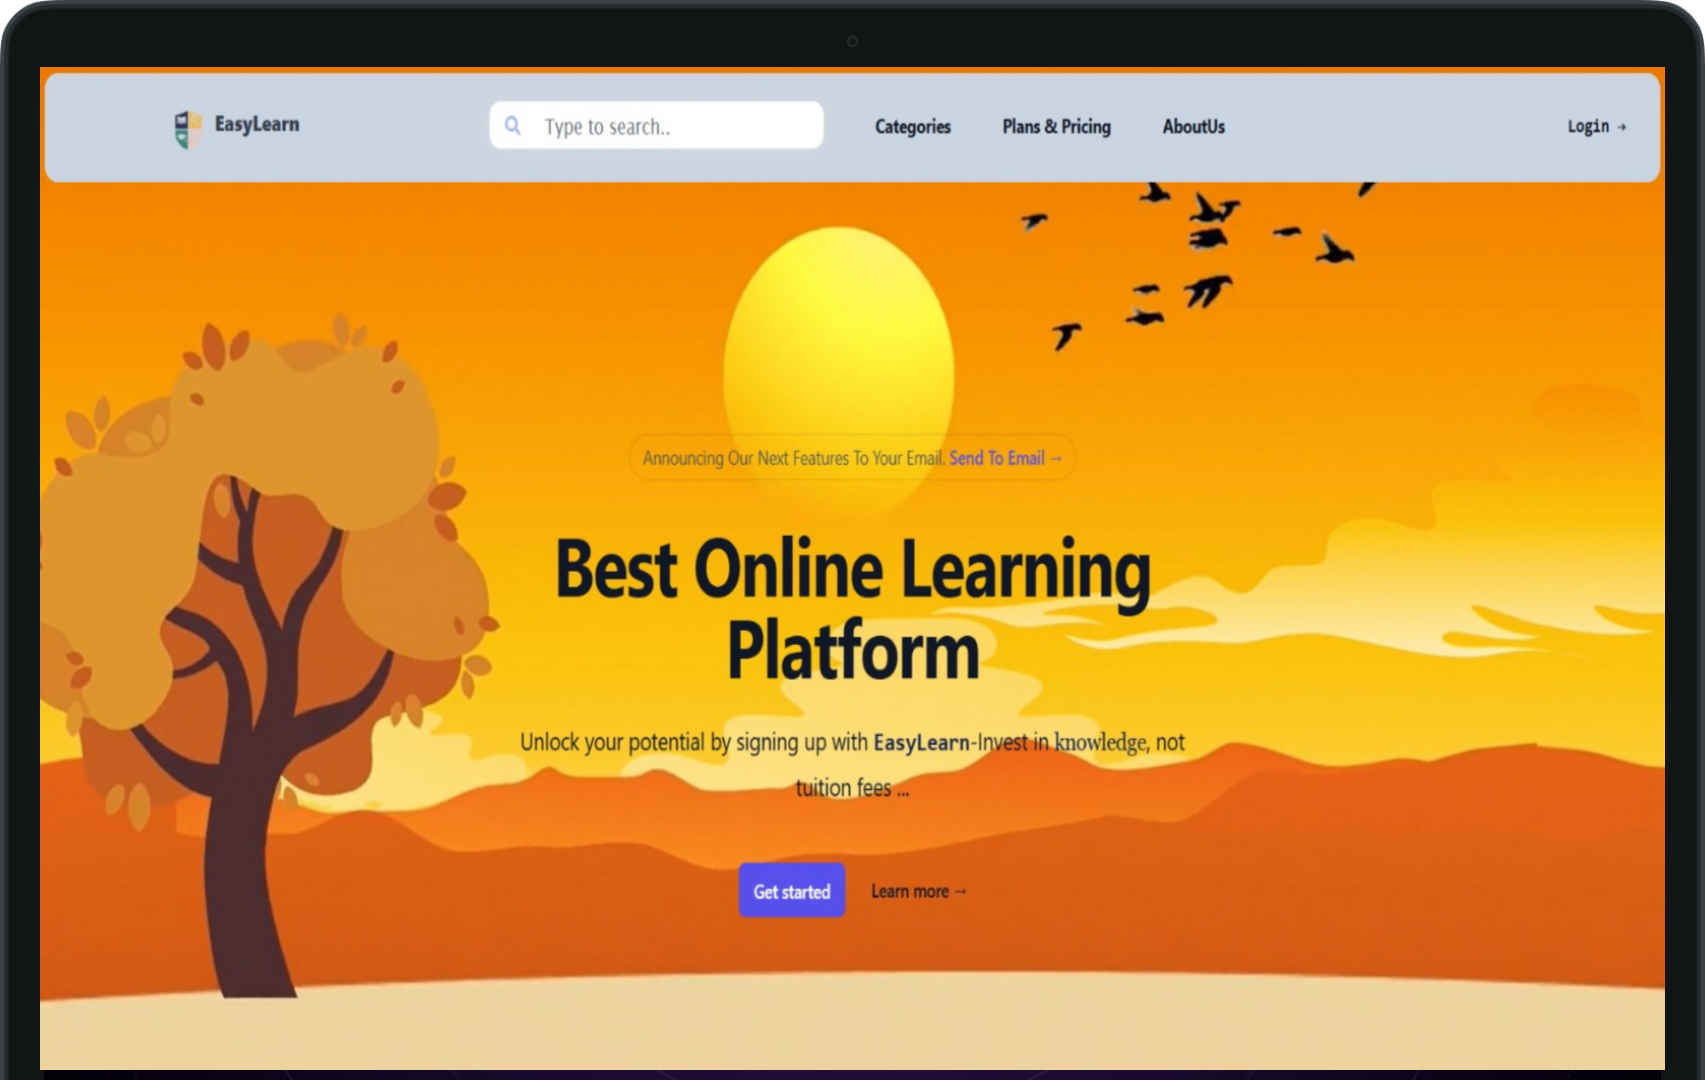 EasyLearn
Type to search..
Categories
Plans & Pricing
AboutUs
Login →
Announcing Our Next Features To Your Email. Send To Email →
Best Online Learning
Platform
Unlock your potential by signing up with EasyLearn-Invest in knowledge, not
tuition fees ...
Get started
Learn more →